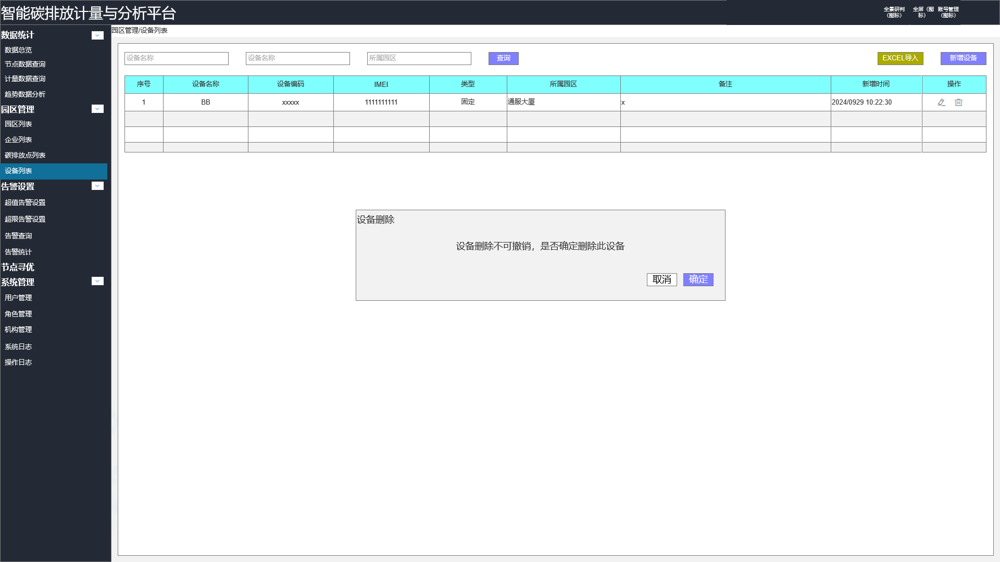 智能碳排放计量与分析平台
全景研判（图标）
全屏（图标）
账号管理（图标）
园区管理/设备列表
数据统计
数据总览
节点数据查询
计量数据查询
趋势数据分析
园区管理
园区列表
企业列表
碳排放点列表
设备列表
告警设置
超值告警设置
超限告警设置
告警查询
告警统计
节点寻优
系统管理
用户管理
角色管理
机构管理
系统日志
操作日志
设备名称 设备名称 所属园区 查询 EXCEL导入 新增设备
序号 设备名称 设备编码 IMEI 类型 所属园区 备注 新增时间 操作
1 BB xxxxx 1111111111 固定 通服大厦 x 2024/0929 10:22:30
设备删除
设备删除不可撤销，是否确定删除此设备
取消 确定